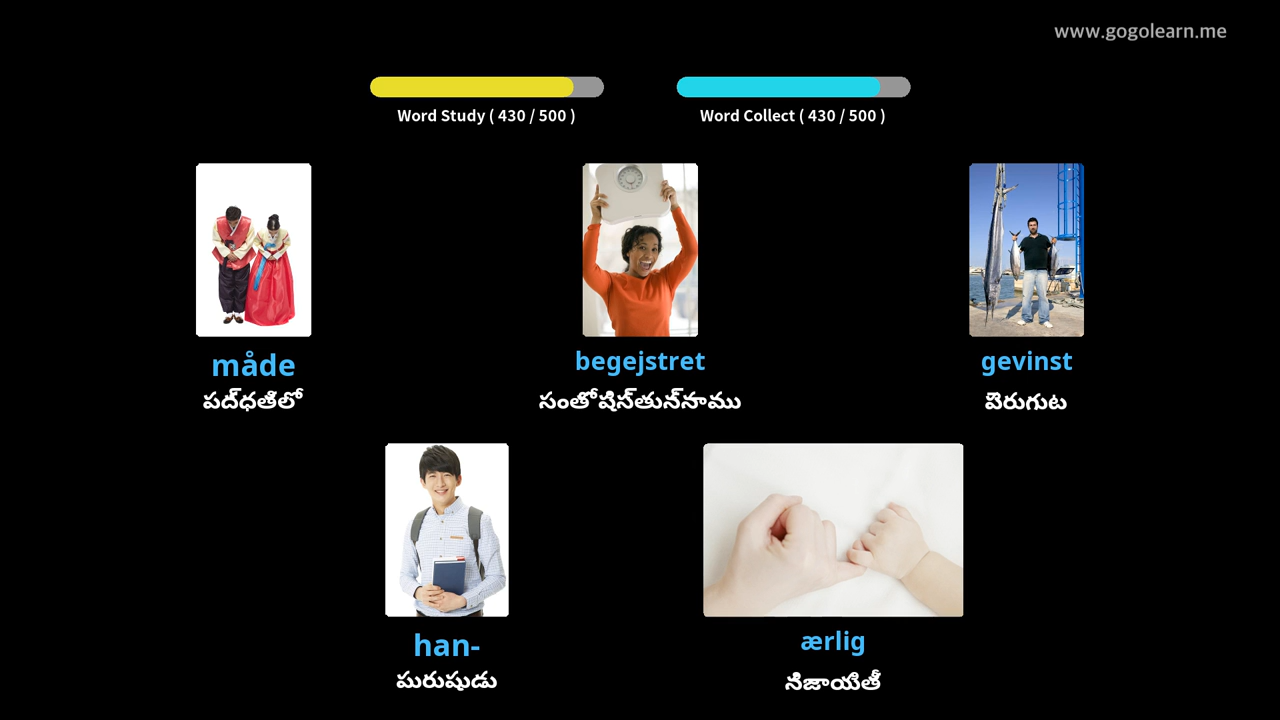 www.gogolearn.me
Word Study ( 430 / 500 )
Word Collect ( 430 / 500 )
måde
begejstret
gevinst
పద్ధతిలో
సంతోషిన్తున్నాము
పెరుగుట
han-
ærlig
పురుషుడు
నిజాయితీ